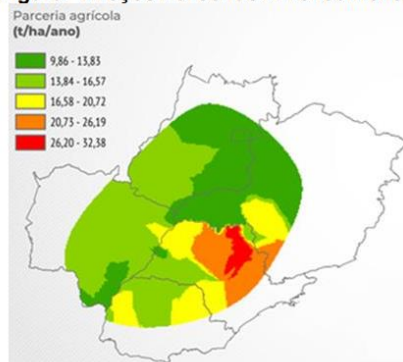 Parceria agrícola
(t/ha/ano)
9,86 - 13,83
13,84 - 16,57
16,58 - 20,72
20,73 - 26,19
26,20 - 32,38